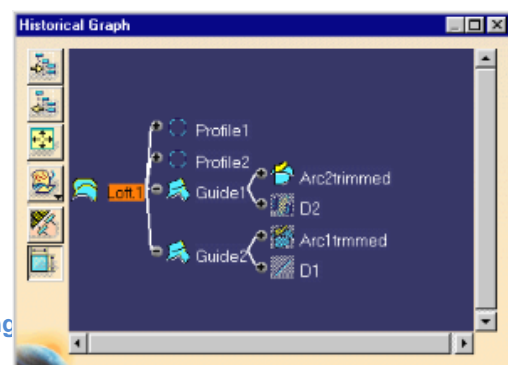 Historical Graph
Profile1
Profile2
Loft.1
Guide1
Arc2trimmed
D2
Guide2
Arc1trmmed
D1